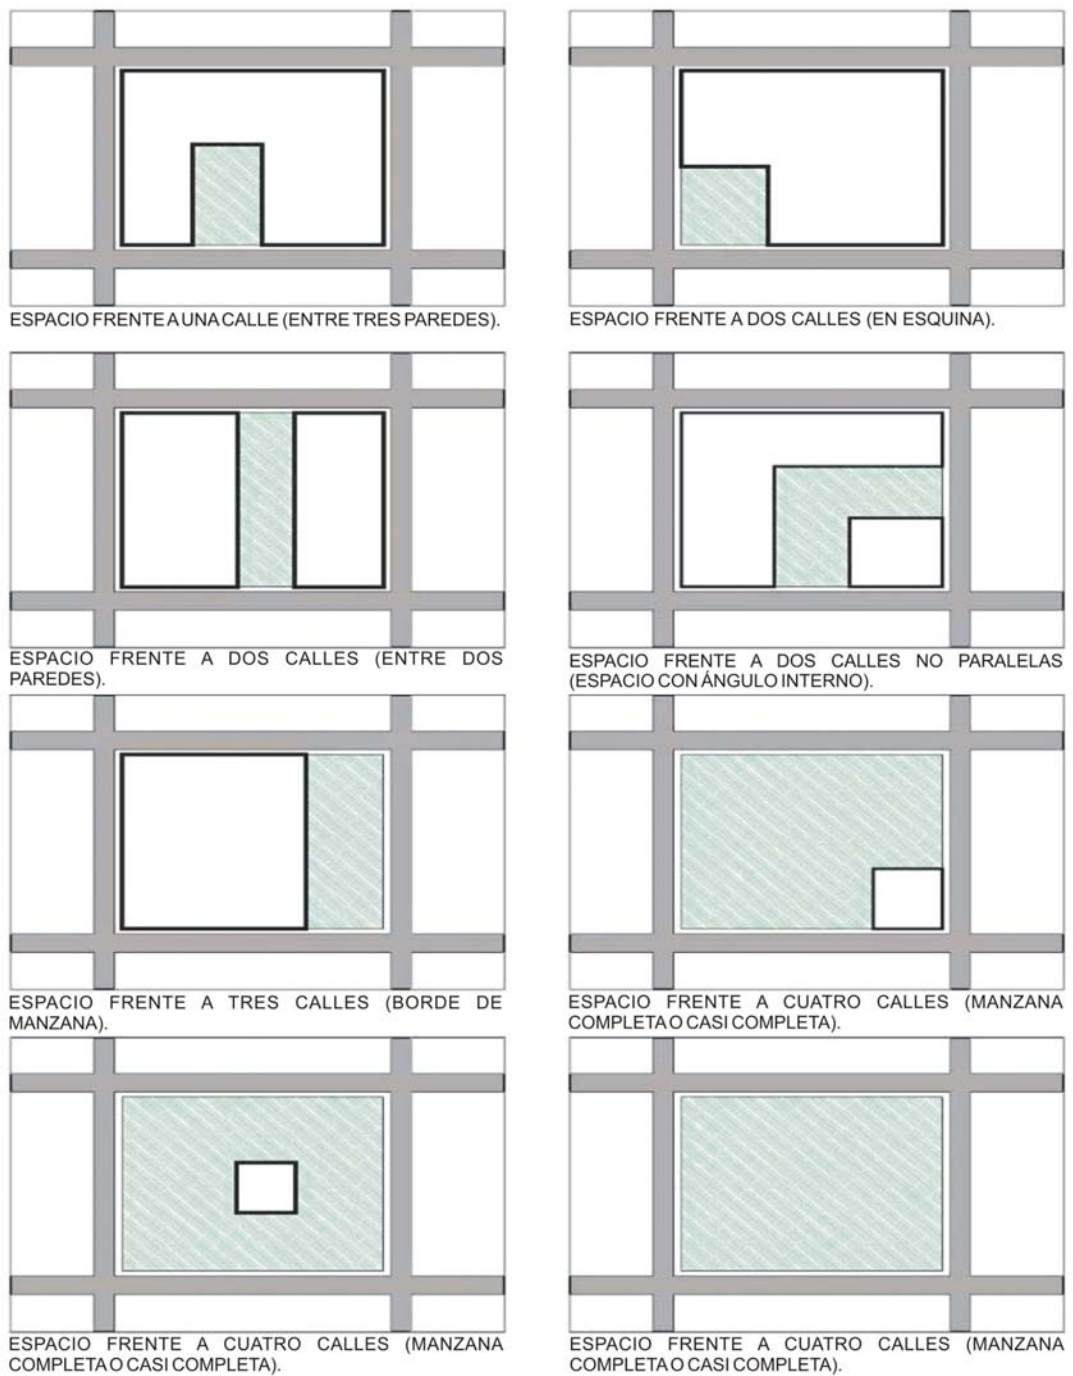 ESPACIO FRENTE A UNA CALLE (ENTRE TRES PAREDES).
ESPACIO FRENTE A DOS CALLES (EN ESQUINA).
ESPACIO FRENTE A DOS CALLES (ENTRE DOS
PAREDES).
ESPACIO FRENTE A DOS CALLES NO PARALELAS
(ESPACIO CON ÁNGULO INTERNO).
ESPACIO FRENTE A TRES CALLES (BORDE DE
MANZANA).
ESPACIO FRENTE A CUATRO CALLES (MANZANA
COMPLETA O CASI COMPLETA).
ESPACIO FRENTE A CUATRO CALLES (MANZANA
COMPLETA O CASI COMPLETA).
ESPACIO FRENTE A CUATRO CALLES (MANZANA
COMPLETA O CASI COMPLETA).